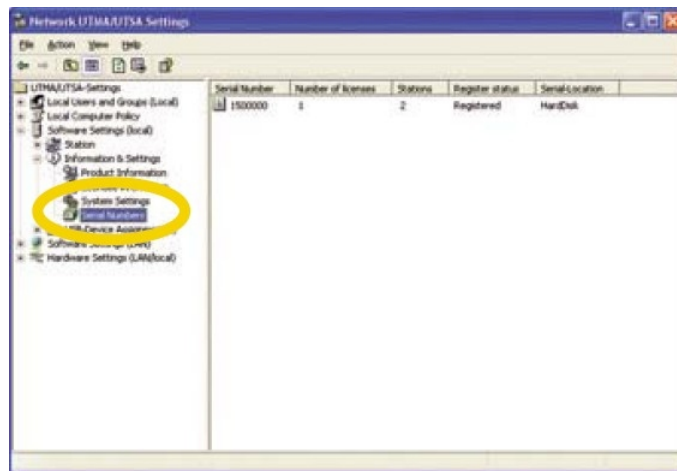 Network UTMA/UTSA Settings
File Action View Help
UTMA/UTSA-Settings
Local Users and Groups (Local)
Local Computer Policy
Software Settings (local)
Station
Information & Settings
Product Information
System Settings
Serial Numbers
Software Settings (LAN)
Hardware Settings (LAN/local)
Serial Number Number of licenses Stations Register status Serial-Location
1500000 1 2 Registered HardDisk